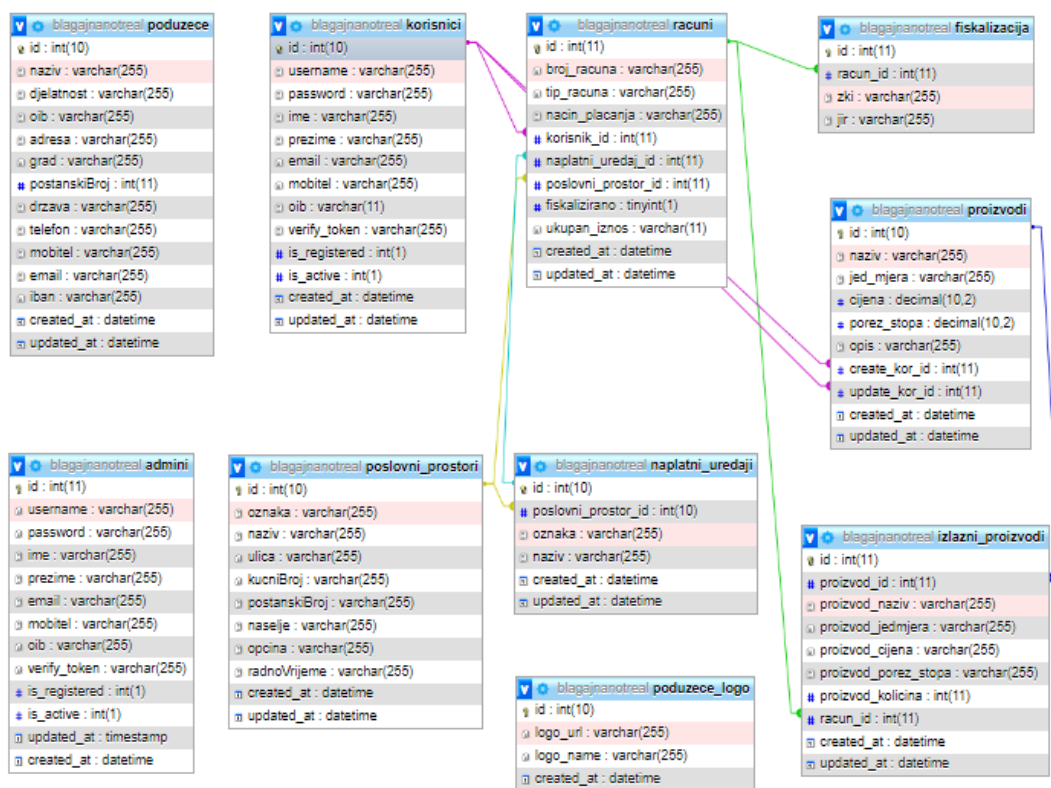 blagajnanotreal poduzece
id : int(10)
naziv : varchar(255)
djelatnost : varchar(255)
oib : varchar(255)
adresa : varchar(255)
grad : varchar(255)
postanskiBroj : int(11)
drzava : varchar(255)
telefon : varchar(255)
mobitel : varchar(255)
email : varchar(255)
iban : varchar(255)
created_at : datetime
updated_at : datetime
blagajnanotreal korisnici
id : int(10)
username : varchar(255)
password : varchar(255)
ime : varchar(255)
prezime : varchar(255)
email : varchar(255)
mobitel : varchar(255)
oib : varchar(11)
verify_token : varchar(255)
is_registered : int(1)
is_active : int(1)
created_at : datetime
updated_at : datetime
blagajnanotreal racuni
id : int(11)
broj_racuna : varchar(255)
tip_racuna : varchar(255)
nacin_placanja : varchar(255)
korisnik_id : int(11)
naplatni_uredaj_id : int(11)
poslovni_prostor_id : int(11)
fiskalizirano : tinyint(1)
ukupan_iznos : varchar(11)
created_at : datetime
updated_at : datetime
blagajnanotreal fiskalizacija
id : int(11)
racun_id : int(11)
zki : varchar(255)
jir : varchar(255)
blagajnanotreal proizvodi
id : int(10)
naziv : varchar(255)
jed_mjera : varchar(255)
cijena : decimal(10,2)
porez_stopa : decimal(10,2)
opis : varchar(255)
create_kor_id : int(11)
update_kor_id : int(11)
created_at : datetime
updated_at : datetime
blagajnanotreal admini
id : int(11)
username : varchar(255)
password : varchar(255)
ime : varchar(255)
prezime : varchar(255)
email : varchar(255)
mobitel : varchar(255)
oib : varchar(255)
verify_token : varchar(255)
is_registered : int(1)
is_active : int(1)
updated_at : timestamp
created_at : datetime
blagajnanotreal poslovni_prostori
id : int(10)
oznaka : varchar(255)
naziv : varchar(255)
ulica : varchar(255)
kucniBroj : varchar(255)
postanskiBroj : varchar(255)
naselje : varchar(255)
opcina : varchar(255)
radnoVrijeme : varchar(255)
created_at : datetime
updated_at : datetime
blagajnanotreal naplatni_uredaji
id : int(10)
poslovni_prostor_id : int(10)
oznaka : varchar(255)
naziv : varchar(255)
created_at : datetime
updated_at : datetime
blagajnanotreal poduzece_logo
id : int(10)
logo_url : varchar(255)
logo_name : varchar(255)
created_at : datetime
blagajnanotreal izlazni_proizvodi
id : int(11)
proizvod_id : int(11)
proizvod_naziv : varchar(255)
proizvod_jedmjera : varchar(255)
proizvod_cijena : varchar(255)
proizvod_porez_stopa : varchar(255)
proizvod_kolicina : int(11)
racun_id : int(11)
created_at : datetime
updated_at : datetime